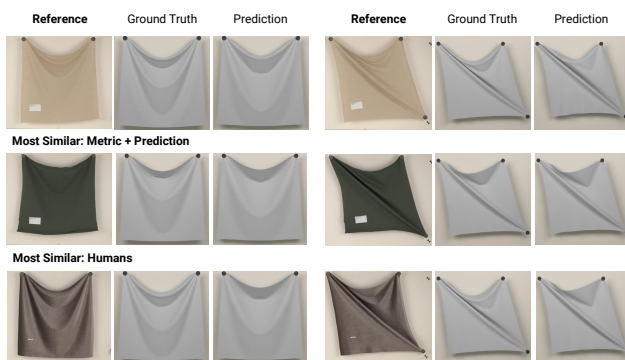 Reference Ground Truth Prediction Reference Ground Truth Prediction
Most Similar: Metric + Prediction
Most Similar: Humans